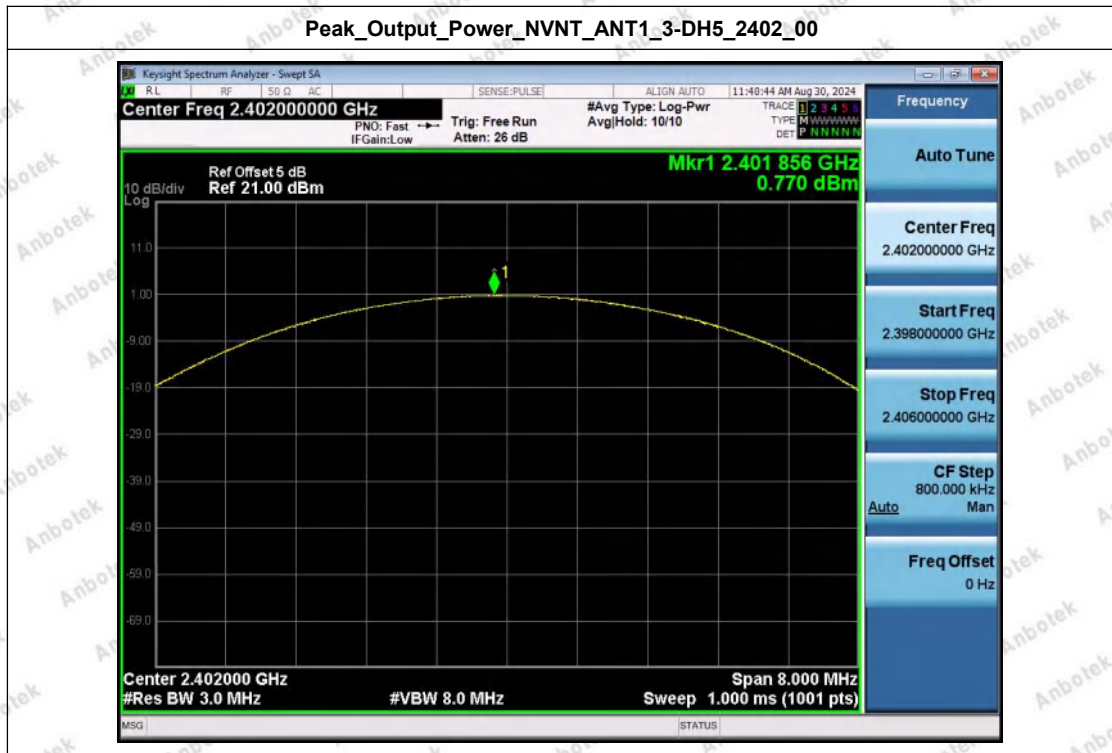 Peak_Output_Power_NVNT_ANT1_3-DH5_2402_00
Keysight Spectrum Analyzer - Swept SA
LXI RL RF 50 Ω AC SENSE:PULSE ALIGN AUTO 11:40:44 AM Aug 30, 2024
Center Freq 2.402000000 GHz
PNO: Fast
IFGain:Low
Trig: Free Run
Atten: 26 dB
#Avg Type: Log-Pwr
Avg|Hold: 10/10
TRACE 1 2 3 4 5 6
TYPE M WWWWW
DET P N N N N N
Mkr1 2.401 856 GHz
0.770 dBm
Ref Offset 5 dB
10 dB/div Ref 21.00 dBm
Log
11.0
1.00
-9.00
-19.0
-29.0
-39.0
-49.0
-59.0
-69.0
1
Center 2.402000 GHz Span 8.000 MHz
#Res BW 3.0 MHz #VBW 8.0 MHz Sweep 1.000 ms (1001 pts)
MSG STATUS
Frequency
Auto Tune
Center Freq
2.402000000 GHz
Start Freq
2.398000000 GHz
Stop Freq
2.406000000 GHz
CF Step
800.000 kHz
Auto Man
Freq Offset
0 Hz
Anbotek